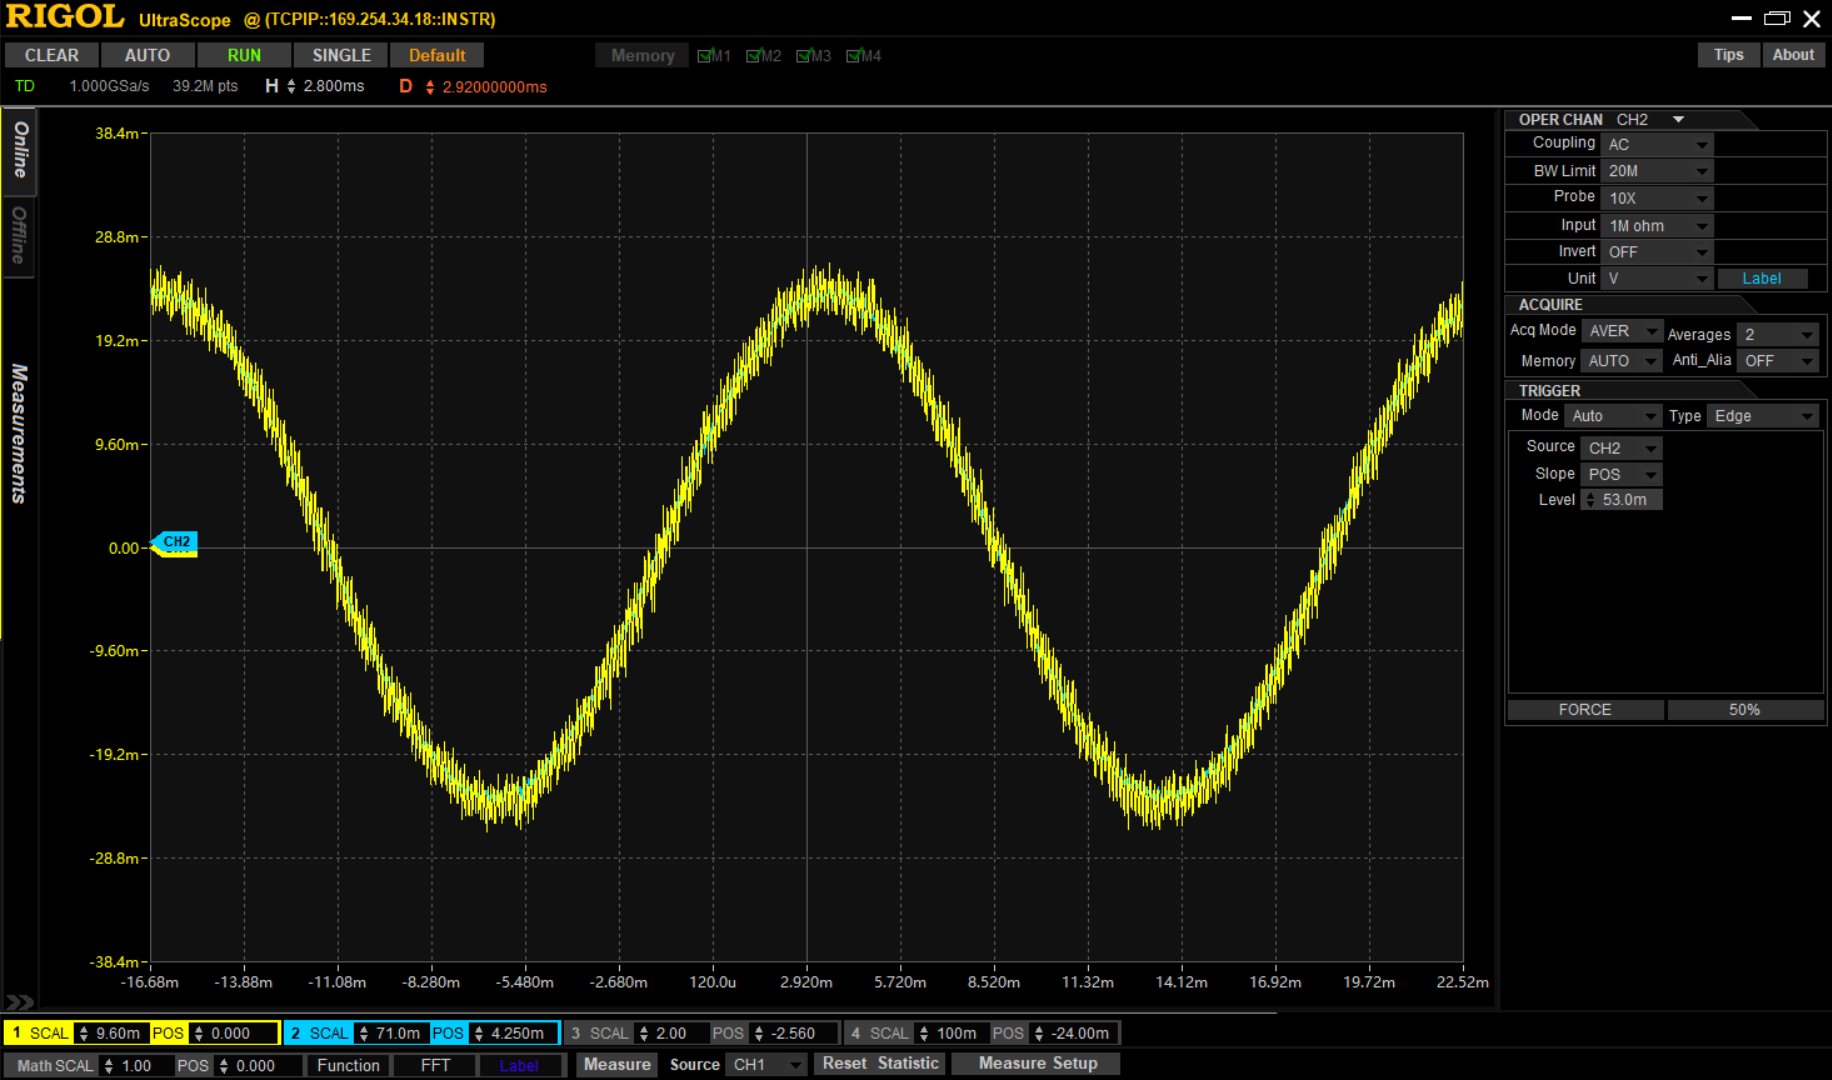 RIGOL UltraScope @ (TCPIP::169.254.34.18::INSTR)
CLEAR AUTO RUN SINGLE Default Memory M1 M2 M3 M4 Tips About
TD 1.000GSa/s 39.2M pts H 2.800ms D 2.92000000ms
Online
Offline
Measurements
38.4m
28.8m
19.2m
9.60m
0.00
-9.60m
-19.2m
-28.8m
-38.4m
CH2
-16.68m -13.88m -11.08m -8.280m -5.480m -2.680m 120.0u 2.920m 5.720m 8.520m 11.32m 14.12m 16.92m 19.72m 22.52m
OPER CHAN CH2
Coupling AC
BW Limit 20M
Probe 10X
Input 1M ohm
Invert OFF
Unit V Label
ACQUIRE
Acq Mode AVER Averages 2
Memory AUTO Anti_Alia OFF
TRIGGER
Mode Auto Type Edge
Source CH2
Slope POS
Level 53.0m
FORCE 50%
1 SCAL 9.60m POS 0.000 2 SCAL 71.0m POS 4.250m 3 SCAL 2.00 POS -2.560 4 SCAL 100m POS -24.00m
Math SCAL 1.00 POS 0.000 Function FFT Label Measure Source CH1 Reset Statistic Measure Setup